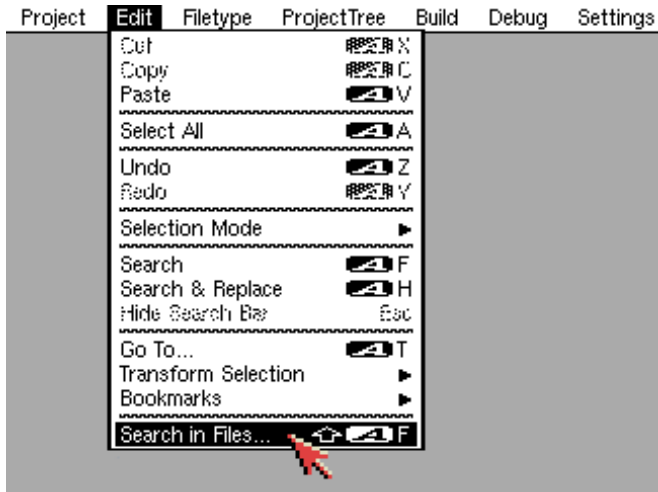 Project Edit Filetype ProjectTree Build Debug Settings
Cut X
Copy C
Paste A V
Select All A A
Undo A Z
Redo Y
Selection Mode
Search A F
Search & Replace A H
Hide Search Bar Esc
Go To... A T
Transform Selection
Bookmarks
Search in Files... A F